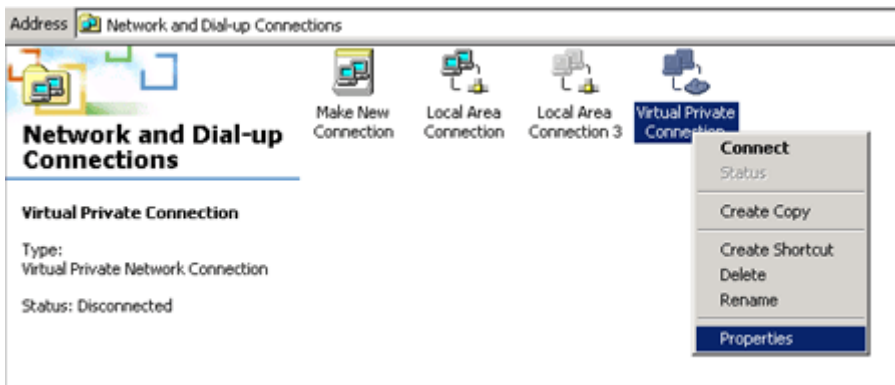 Address Network and Dial-up Connections
Make New Connection
Local Area Connection
Local Area Connection 3
Virtual Private Connection
Network and Dial-up
Connections
Virtual Private Connection
Type:
Virtual Private Network Connection
Status: Disconnected
Connect
Status
Create Copy
Create Shortcut
Delete
Rename
Properties